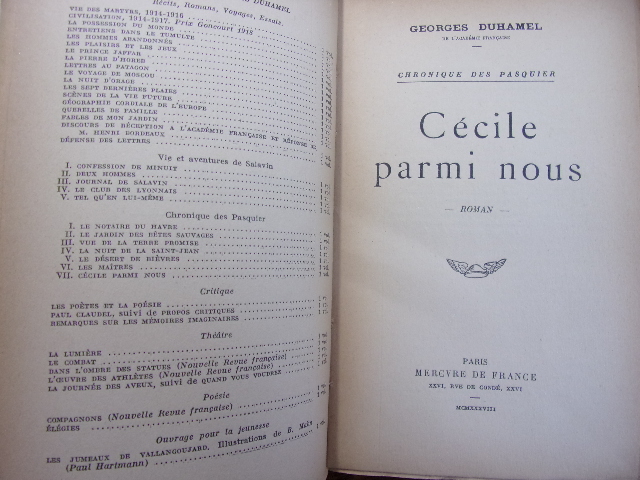 DUHAMEL
Récits, Romans, Voyages, Essais.
VIE DES MARTYRS, 1914-1916
CIVILISATION, 1914-1917. Prix Goncourt 1918
LA POSSESSION DU MONDE
ENTRETIENS DANS LE TUMULTE
LES HOMMES ABANDONNÉS
LES PLAISIRS ET LES JEUX
LE PRINCE JAFFAR
LA PIERRE D'HOREB
LETTRES AU PATAGON
LE VOYAGE DE MOSCOU
LA NUIT D'ORAGE
LES SEPT DERNIÈRES PLAIES
SCÈNES DE LA VIE FUTURE
GÉOGRAPHIE CORDIALE DE L'EUROPE
QUERELLES DE FAMILLE
FABLES DE MON JARDIN
DISCOURS DE RÉCEPTION A L'ACADÉMIE FRANÇAISE ET RÉPONSE DE
M. HENRI BORDEAUX
DÉFENSE DES LETTRES
Vie et aventures de Salavin
I. CONFESSION DE MINUIT
II. DEUX HOMMES
III. JOURNAL DE SALAVIN
IV. LE CLUB DES LYONNAIS
V. TEL QU'EN LUI-MÊME
Chronique des Pasquier
I. LE NOTAIRE DU HAVRE
II. LE JARDIN DES BÊTES SAUVAGES
III. VUE DE LA TERRE PROMISE
IV. LA NUIT DE LA SAINT-JEAN
V. LE DÉSERT DE BIÈVRES
VI. LES MAÎTRES
VII. CÉCILE PARMI NOUS
Critique
LES POÈTES ET LA POÉSIE
PAUL CLAUDEL, suivi de PROPOS CRITIQUES
REMARQUES SUR LES MÉMOIRES IMAGINAIRES
Théâtre
LA LUMIÈRE
LE COMBAT
DANS L'OMBRE DES STATUES (Nouvelle Revue française)
L'ŒUVRE DES ATHLÈTES (Nouvelle Revue française)
LA JOURNÉE DES AVEUX, suivi de QUAND VOUS VOUDREZ
Poésie
COMPAGNONS (Nouvelle Revue française)
ÉLÉGIES
Ouvrage pour la jeunesse
LES JUMEAUX DE VALLANGOUJARD. Illustrations de B.
(Paul Hartmann)
GEORGES DUHAMEL
DE L'ACADÉMIE FRANÇAISE
CHRONIQUE DES PASQUIER
Cécile
parmi nous
— ROMAN —
PARIS
MERCVRE DE FRANCE
XXVI, RVE DE CONDÉ, XXVI
MCMXXXVIII